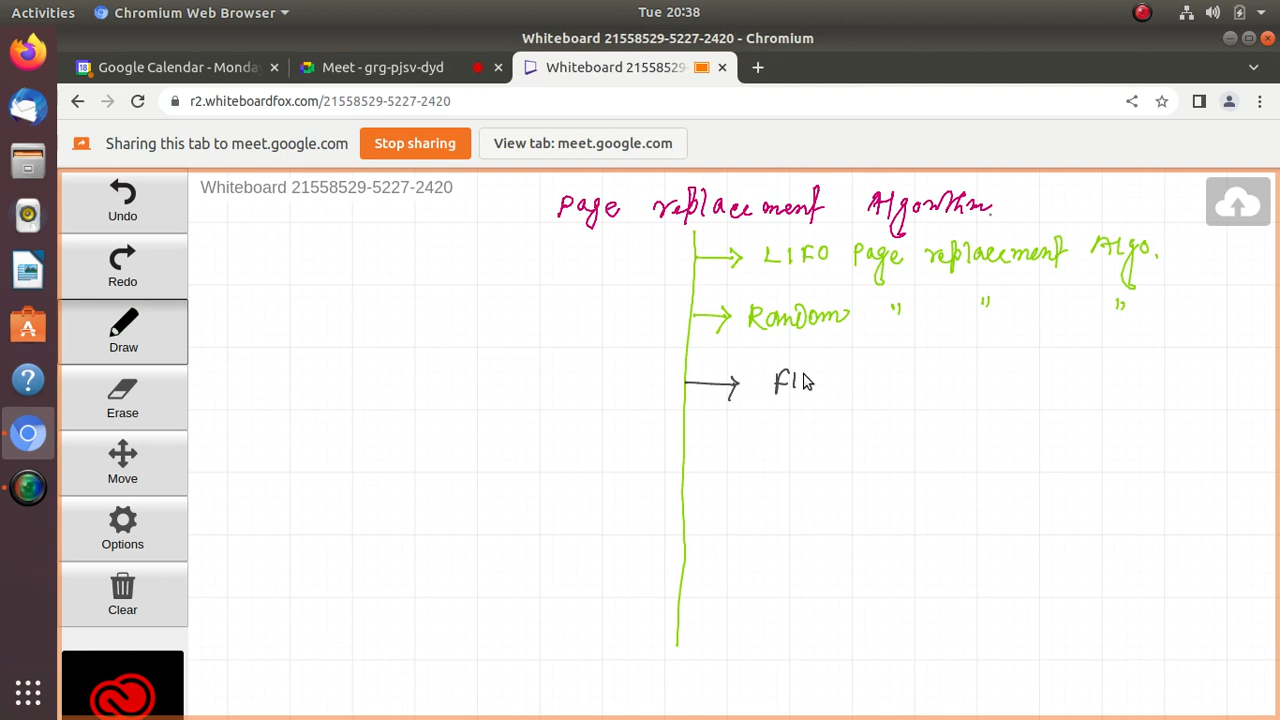 Activities Chromium Web Browser Tue 20:38
Whiteboard 21558529-5227-2420 - Chromium
Google Calendar - Monda Meet - grg-pjsv-dyd Whiteboard 21558529-5227-2420
r2.whiteboardfox.com/21558529-5227-2420
Sharing this tab to meet.google.com Stop sharing View tab: meet.google.com
Whiteboard 21558529-5227-2420
Undo
Redo
Draw
Erase
Move
Options
Clear
Page replacement Algorithm.
LIFO Page replacement Algo.
Random " " "
FI